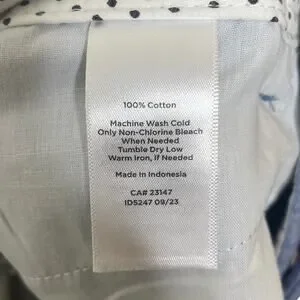 100% Cotton
Machine Wash Cold
Only Non-Chlorine Bleach
When Needed
Tumble Dry Low
Warm Iron, if Needed
Made in Indonesia
CA# 23147
ID5247 09/23